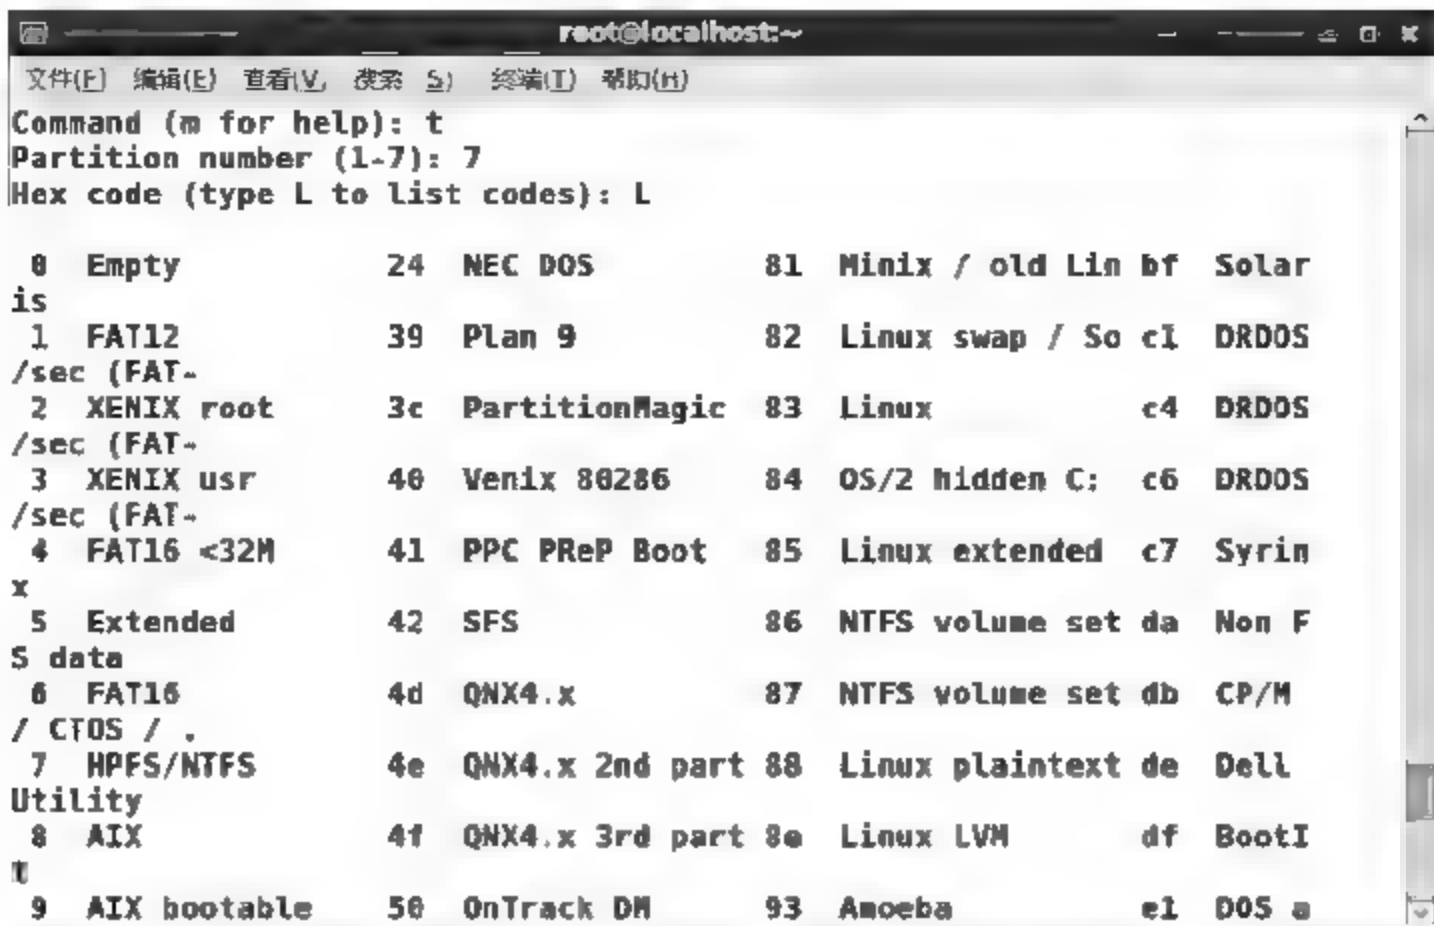 root@localhost:~
文件(F) 编辑(E) 查看(V) 搜索(S) 终端(T) 帮助(H)
Command (m for help): t
Partition number (1-7): 7
Hex code (type L to list codes): L
0 Empty 24 NEC DOS 81 Minix / old Lin bf Solar
is
1 FAT12 39 Plan 9 82 Linux swap / So c1 DRDOS
/sec (FAT-
2 XENIX root 3c PartitionMagic 83 Linux c4 DRDOS
/sec (FAT-
3 XENIX usr 40 Venix 80286 84 OS/2 hidden C: c6 DRDOS
/sec (FAT-
4 FAT16 <32M 41 PPC PReP Boot 85 Linux extended c7 Syrin
x
5 Extended 42 SFS 86 NTFS volume set da Non F
S data
6 FAT16 4d QNX4.x 87 NTFS volume set db CP/M
/ CTOS / .
7 HPFS/NTFS 4e QNX4.x 2nd part 88 Linux plaintext de Dell
Utility
8 AIX 4f QNX4.x 3rd part 8e Linux LVM df BootI
t
9 AIX bootable 50 OnTrack DM 93 Amoeba e1 DOS a